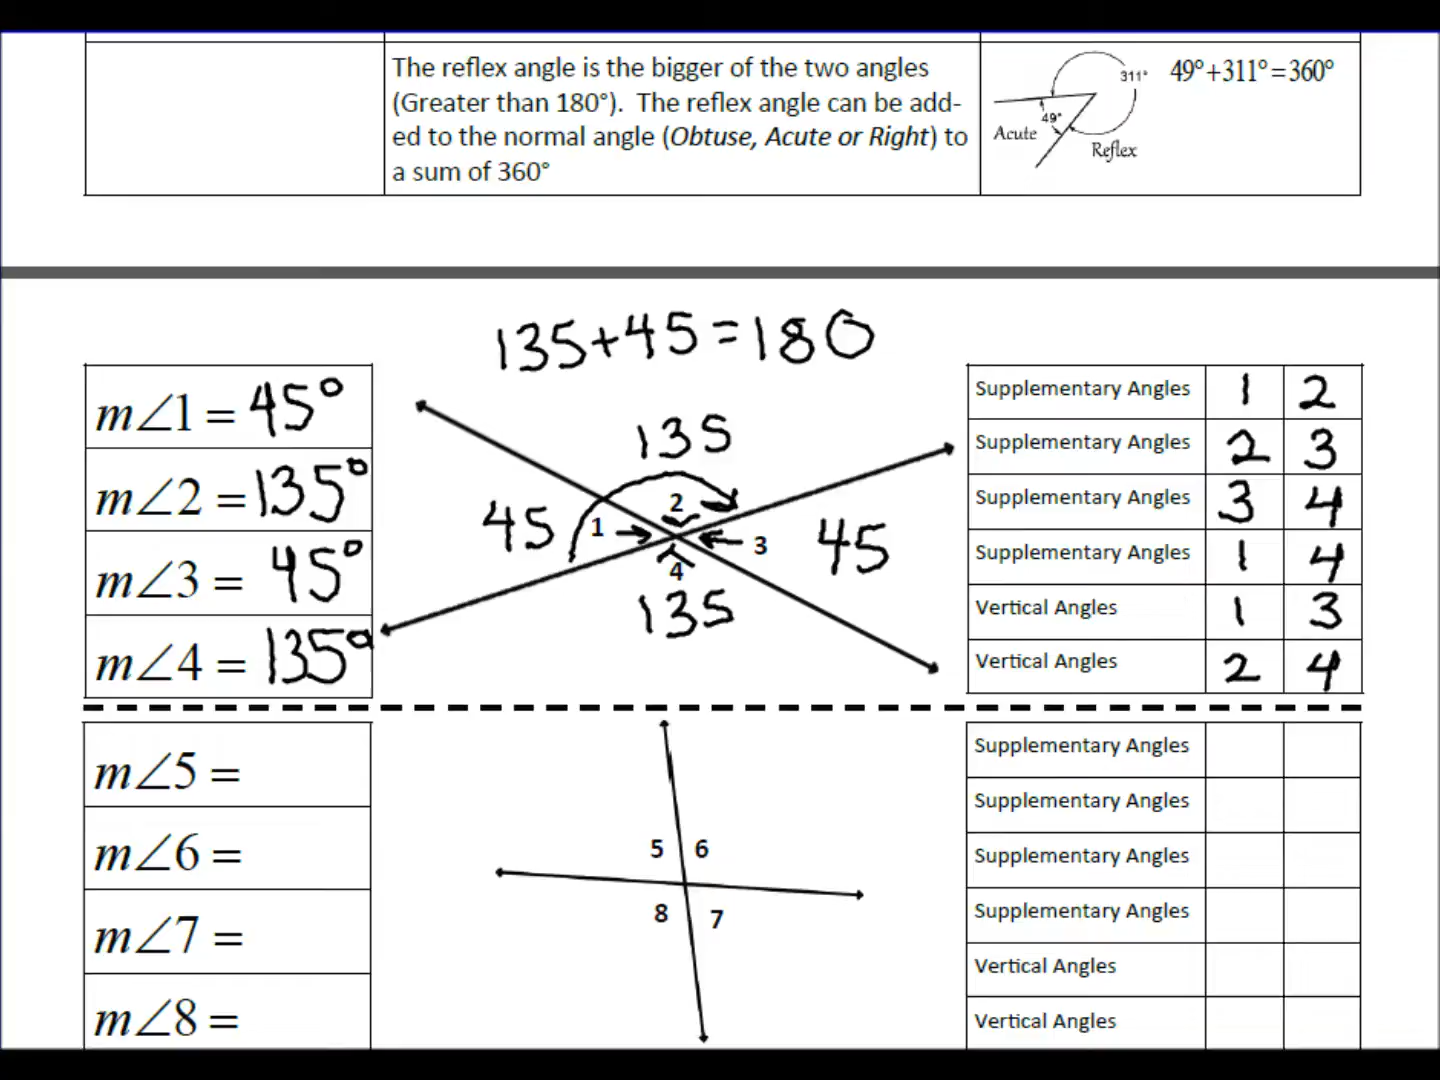 The reflex angle is the bigger of the two angles
(Greater than 180°). The reflex angle can be add-
ed to the normal angle (Obtuse, Acute or Right) to
a sum of 360°
311°
49°
Acute
Reflex
49°+311°=360°
135+45=180
m∠1 = 45°
m∠2 = 135°
m∠3 = 45°
m∠4 = 135°
135
2
45
1
3
45
4
135
Supplementary Angles 1 2
Supplementary Angles 2 3
Supplementary Angles 3 4
Supplementary Angles 1 4
Vertical Angles 1 3
Vertical Angles 2 4
m∠5 =
m∠6 =
m∠7 =
m∠8 =
5 6
8 7
Supplementary Angles
Supplementary Angles
Supplementary Angles
Supplementary Angles
Vertical Angles
Vertical Angles